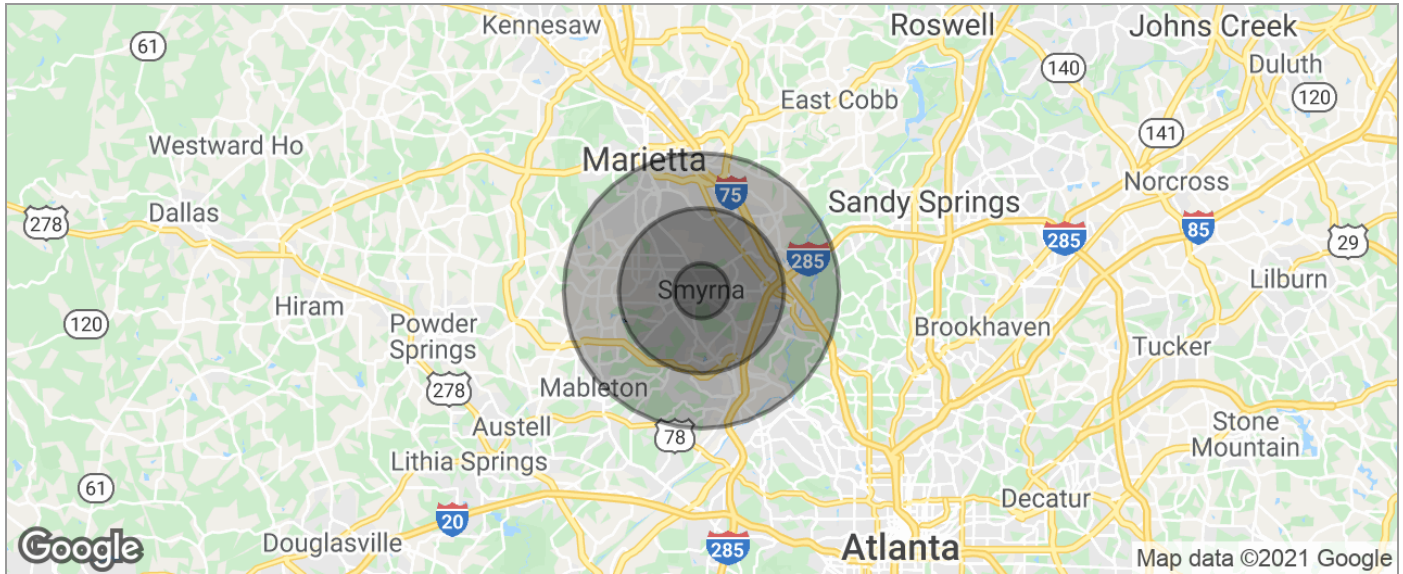 Kennesaw
Roswell
Johns Creek
61
140
Duluth
120
East Cobb
141
Westward Ho
Marietta
75
Norcross
Sandy Springs
278
Dallas
285
85
29
285
Smyrna
Lilburn
Hiram
120
Powder
Springs
Brookhaven
Tucker
278
Mableton
Austell
78
Stone
Mountain
Lithia Springs
61
Decatur
20
Google
Douglasville
285
Atlanta
Map data ©2021 Google